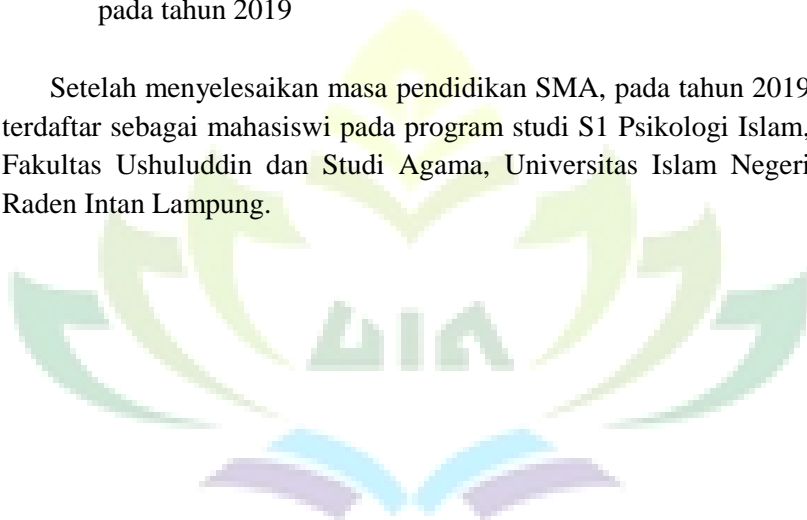 pada tahun 2019
Setelah menyelesaikan masa pendidikan SMA, pada tahun 2019
terdaftar sebagai mahasiswi pada program studi S1 Psikologi Islam,
Fakultas Ushuluddin dan Studi Agama, Universitas Islam Negeri
Raden Intan Lampung.
UIN